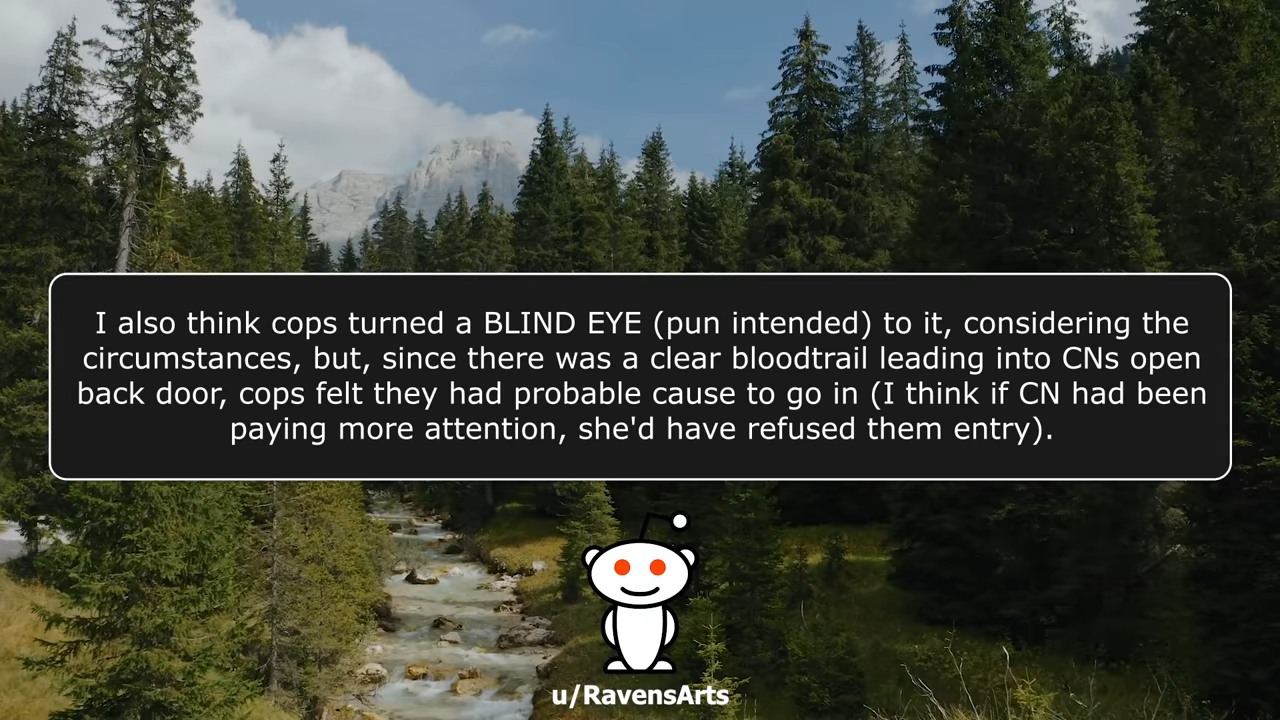 I also think cops turned a BLIND EYE (pun intended) to it, considering the
circumstances, but, since there was a clear bloodtrail leading into CNs open
back door, cops felt they had probable cause to go in (I think if CN had been
paying more attention, she'd have refused them entry).
u/RavensArts